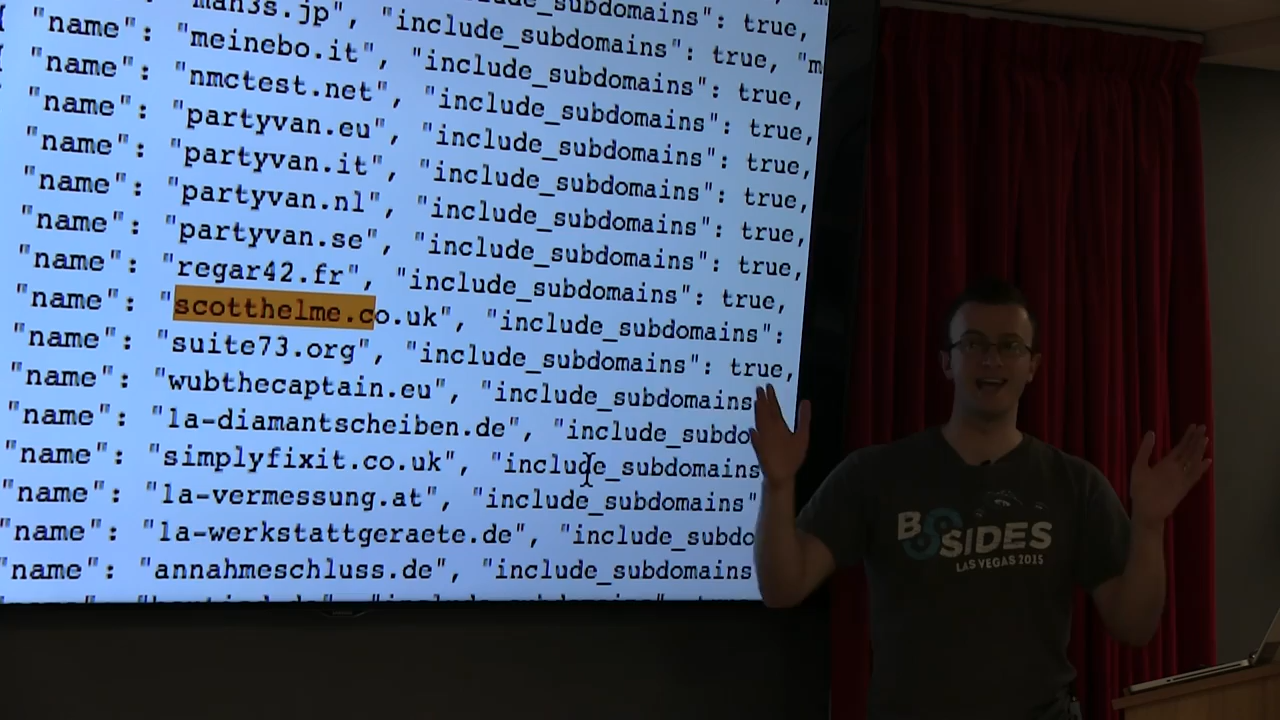 man3s.jp", "include_subdomains": true,
"name": "meinebo.it", "include_subdomains": true, "m
"name": "nmctest.net", "include_subdomains": true,
"name": "partyvan.eu", "include_subdomains": true,
"name": "partyvan.it", "include_subdomains": true,
"name": "partyvan.nl", "include_subdomains": true,
"name": "partyvan.se", "include_subdomains": true,
"name": "regar42.fr", "include_subdomains": true,
"name": "scotthelme.co.uk", "include_subdomains":
"name": "suite73.org", "include_subdomains": true,
"name": "wubthecaptain.eu", "include_subdomains
"name": "la-diamantscheiben.de", "include_subdo
"name": "simplyfixit.co.uk", "include_subdomains
"name": "la-vermessung.at", "include_subdomains"
"name": "la-werkstattgeraete.de", "include_subdo
"name": "annahmeschluss.de", "include_subdomains
BSIDES
LAS VEGAS 2015